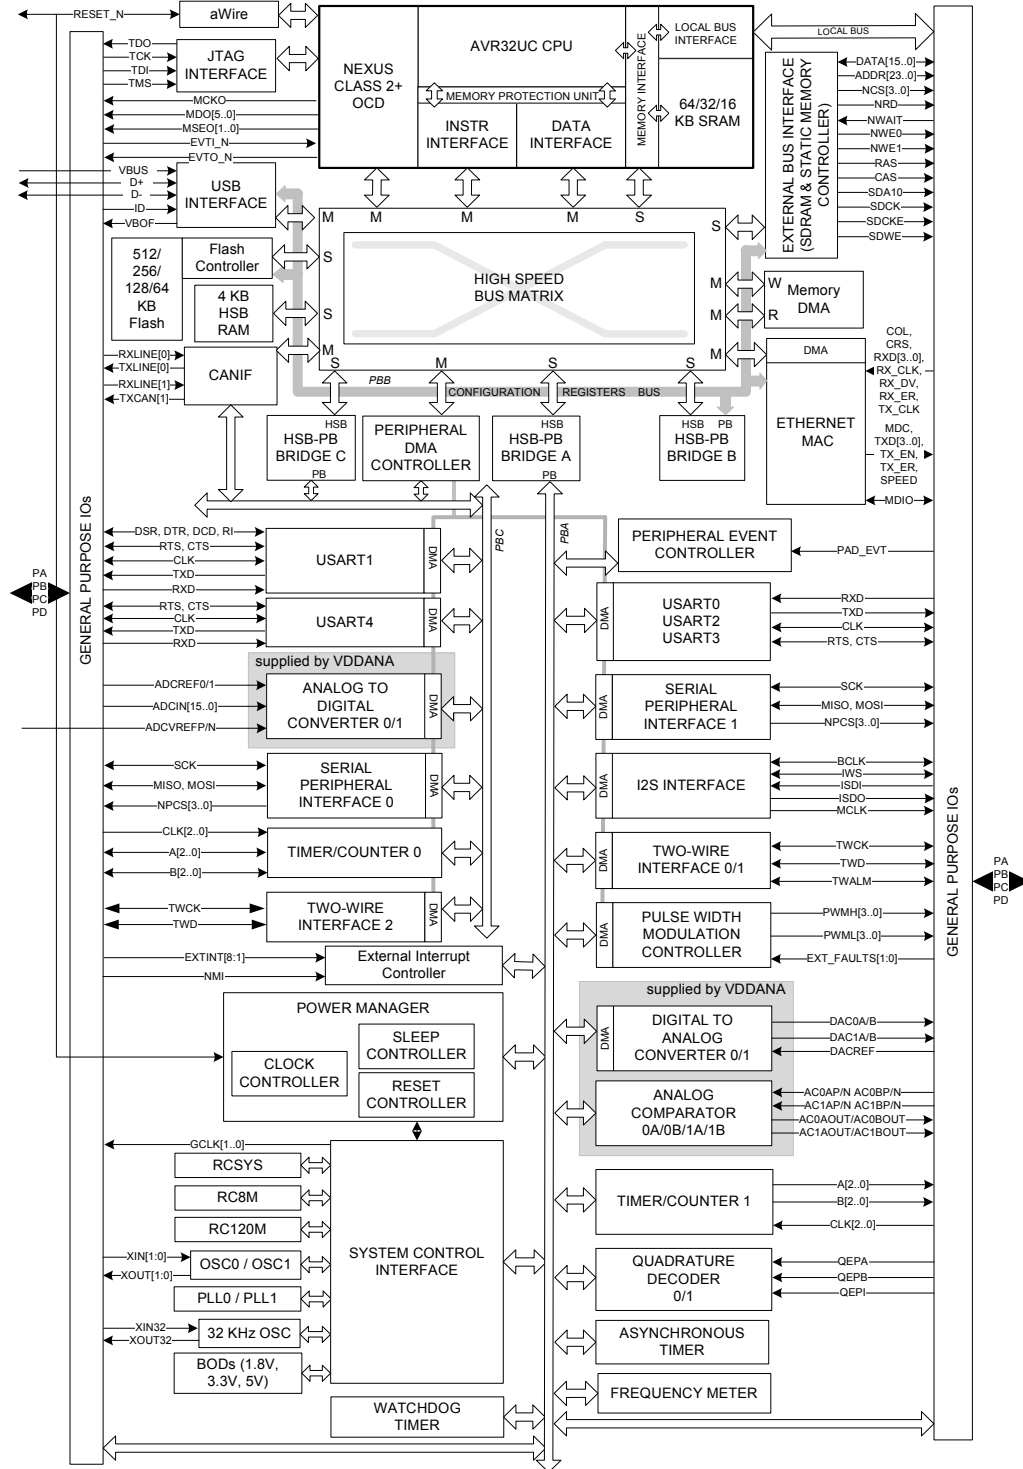 RESET_N
aWire
TDO
TCK
TDI
TMS
JTAG
INTERFACE
MCKO
MDO[5..0]
MSEO[1..0]
EVTI_N
EVTO_N
NEXUS
CLASS 2+
OCD
AVR32UC CPU
MEMORY PROTECTION UNIT
INSTR
INTERFACE
DATA
INTERFACE
MEMORY INTERFACE
LOCAL BUS
INTERFACE
64/32/16
KB SRAM
LOCAL BUS
EXTERNAL BUS INTERFACE
(SDRAM & STATIC MEMORY
CONTROLLER)
DATA[15..0]
ADDR[23..0]
NCS[3..0]
NRD
NWAIT
NWE0
NWE1
RAS
CAS
SDA10
SDCK
SDCKE
SDWE
VBUS
D+
D-
ID
VBOF
USB
INTERFACE
512/
256/
128/64
KB
Flash
Flash
Controller
4 KB
HSB
RAM
RXLINE[0]
TXLINE[0]
RXLINE[1]
TXCAN[1]
CANIF
M
M
M
M
S
S
S
S
M
M
M
M
S
M
S
S
HIGH SPEED
BUS MATRIX
W
R
Memory
DMA
DMA
ETHERNET
MAC
COL,
CRS,
RXD[3..0],
RX_CLK,
RX_DV,
RX_ER,
TX_CLK
MDC,
TXD[3..0],
TX_EN,
TX_ER,
SPEED
MDIO
PBB
CONFIGURATION REGISTERS BUS
HSB
HSB-PB
BRIDGE C
PB
PERIPHERAL
DMA
CONTROLLER
HSB
HSB-PB
BRIDGE A
PB
HSB PB
HSB-PB
BRIDGE B
GENERAL PURPOSE IOs
PA
PB
PC
PD
PBC
PBA
DSR, DTR, DCD, RI
RTS, CTS
CLK
TXD
RXD
USART1
DMA
RTS, CTS
CLK
TXD
RXD
USART4
DMA
supplied by VDDANA
ADCREF0/1
ADCIN[15..0]
ADCVREFP/N
ANALOG TO
DIGITAL
CONVERTER 0/1
DMA
SCK
MISO, MOSI
NPCS[3..0]
SERIAL
PERIPHERAL
INTERFACE 0
DMA
CLK[2..0]
A[2..0]
B[2..0]
TIMER/COUNTER 0
TWCK
TWD
TWO-WIRE
INTERFACE 2
DMA
EXTINT[8:1]
NMI
External Interrupt
Controller
POWER MANAGER
CLOCK
CONTROLLER
SLEEP
CONTROLLER
RESET
CONTROLLER
GCLK[1..0]
RCSYS
RC8M
RC120M
XIN[1:0]
XOUT[1:0]
OSC0 / OSC1
PLL0 / PLL1
XIN32
XOUT32
32 KHz OSC
BODs (1.8V,
3.3V, 5V)
SYSTEM CONTROL
INTERFACE
WATCHDOG
TIMER
PERIPHERAL EVENT
CONTROLLER
PAD_EVT
DMA
USART0
USART2
USART3
RXD
TXD
CLK
RTS, CTS
DMA
SERIAL
PERIPHERAL
INTERFACE 1
SCK
MISO, MOSI
NPCS[3..0]
DMA
I2S INTERFACE
BCLK
IWS
ISDI
ISDO
MCLK
DMA
TWO-WIRE
INTERFACE 0/1
TWCK
TWD
TWALM
DMA
PULSE WIDTH
MODULATION
CONTROLLER
PWMH[3..0]
PWML[3..0]
EXT_FAULTS[1:0]
supplied by VDDANA
DMA
DIGITAL TO
ANALOG
CONVERTER 0/1
DAC0A/B
DAC1A/B
DACREF
ANALOG
COMPARATOR
0A/0B/1A/1B
AC0AP/N AC0BP/N
AC1AP/N AC1BP/N
AC0AOUT/AC0BOUT
AC1AOUT/AC1BOUT
TIMER/COUNTER 1
A[2..0]
B[2..0]
CLK[2..0]
QUADRATURE
DECODER
0/1
QEPA
QEPB
QEPI
ASYNCHRONOUS
TIMER
FREQUENCY METER
GENERAL PURPOSE IOs
PA
PB
PC
PD